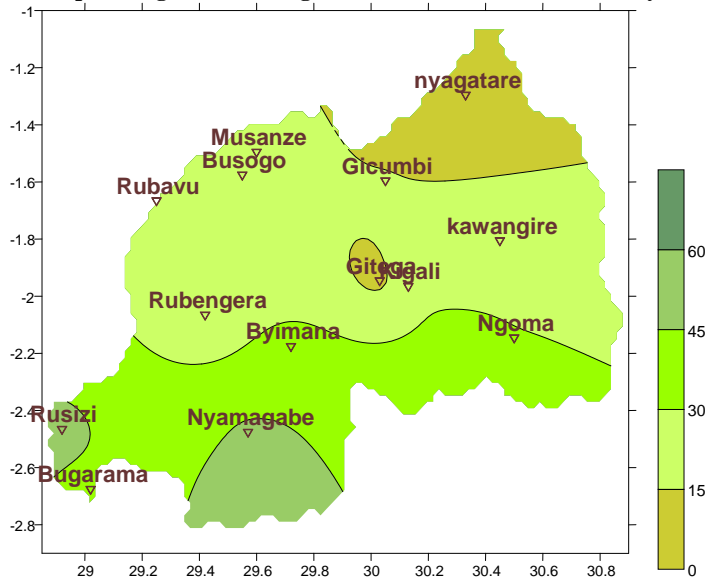 -1
-1.2
-1.4
-1.6
-1.8
-2
-2.2
-2.4
-2.6
-2.8
nyagatare
Musanze
Busogo
Gicumbi
Rubavu
kawangire
Gitega
Kigali
Rubengera
Byimana
Ngoma
Rusizi
Nyamagabe
Bugarama
29
29.2
29.4
29.6
29.8
30
30.2
30.4
30.6
30.8
60
45
30
15
0